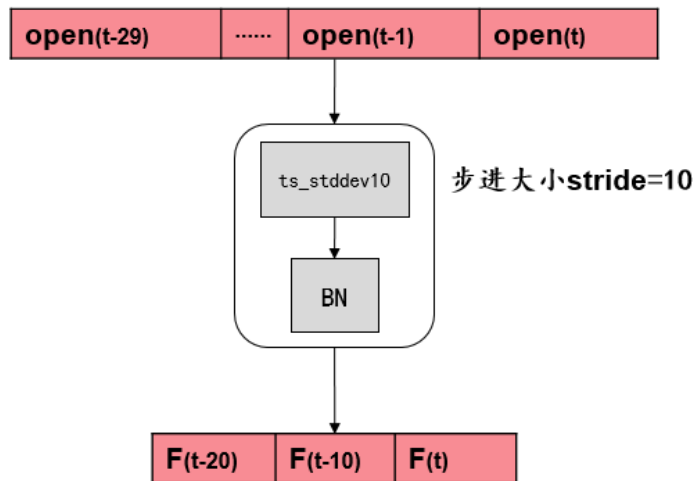 open(t-29) ...... open(t-1) open(t)
ts_stddev10
步进大小stride=10
BN
F(t-20) F(t-10) F(t)